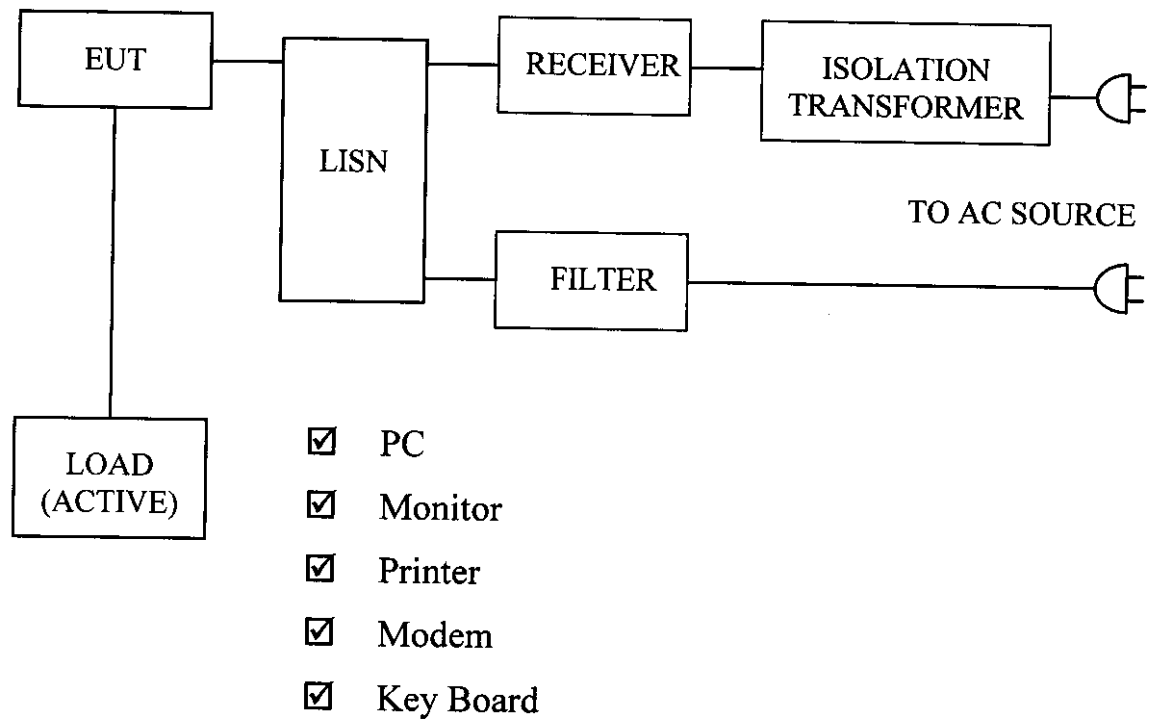 EUT
LISN
RECEIVER
ISOLATION
TRANSFORMER
TO AC SOURCE
FILTER
LOAD
(ACTIVE)
☑ PC
☑ Monitor
☑ Printer
☑ Modem
☑ Key Board